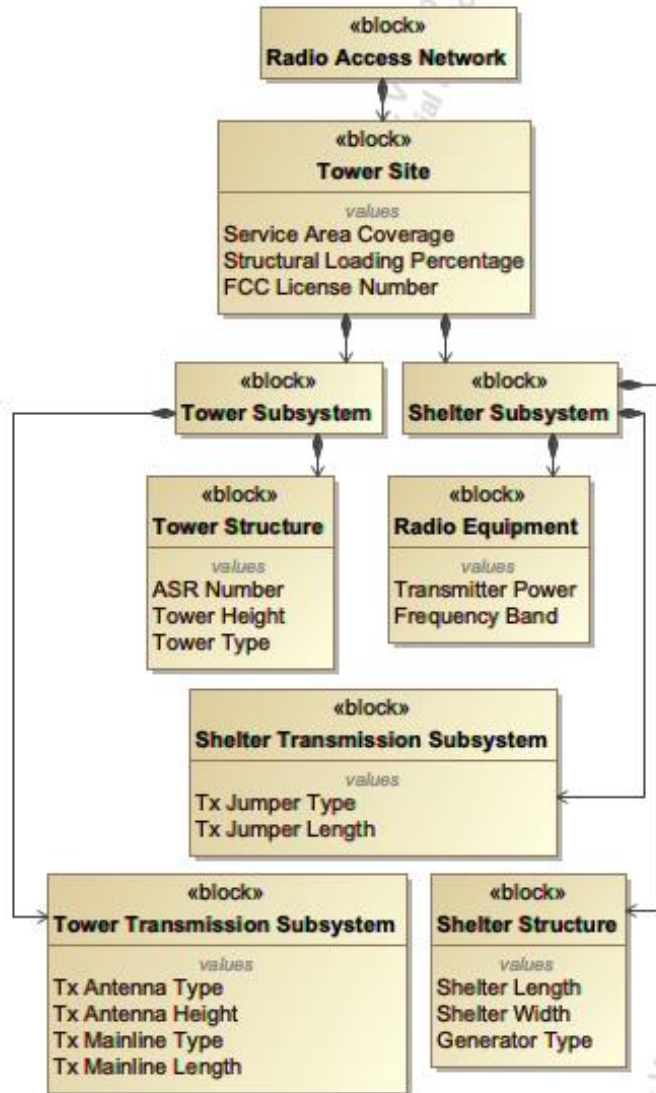 «block»
Radio Access Network
«block»
Tower Site
values
Service Area Coverage
Structural Loading Percentage
FCC License Number
«block»
Tower Subsystem
«block»
Shelter Subsystem
«block»
Tower Structure
values
ASR Number
Tower Height
Tower Type
«block»
Radio Equipment
values
Transmitter Power
Frequency Band
«block»
Shelter Transmission Subsystem
values
Tx Jumper Type
Tx Jumper Length
«block»
Tower Transmission Subsystem
values
Tx Antenna Type
Tx Antenna Height
Tx Mainline Type
Tx Mainline Length
«block»
Shelter Structure
values
Shelter Length
Shelter Width
Generator Type